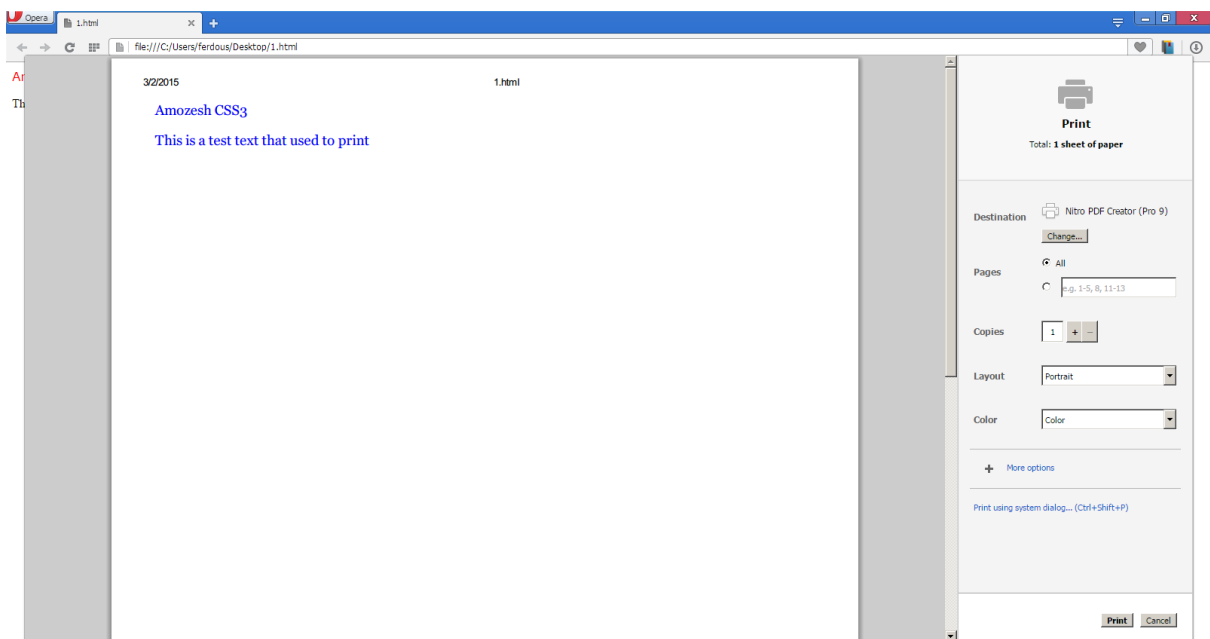 Opera
1.html
file:///C:/Users/ferdous/Desktop/1.html
Ar
Th
3/2/2015 1.html
Amozesh CSS3
This is a test text that used to print
Print
Total: 1 sheet of paper
Destination Nitro PDF Creator (Pro 9)
Change...
Pages All
e.g. 1-5, 8, 11-13
Copies 1 + −
Layout Portrait
Color Color
+ More options
Print using system dialog... (Ctrl+Shift+P)
Print Cancel